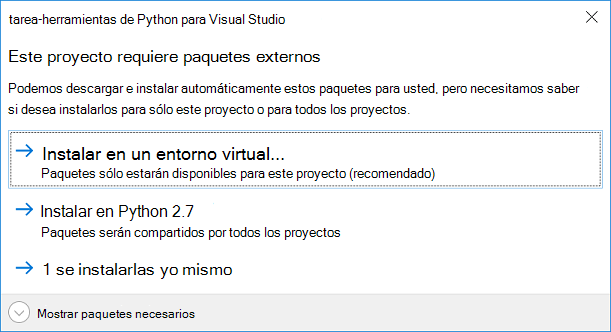 tarea-herramientas de Python para Visual Studio
Este proyecto requiere paquetes externos
Podemos descargar e instalar automáticamente estos paquetes para usted, pero necesitamos saber
si desea instalarlos para sólo este proyecto o para todos los proyectos.
Instalar en un entorno virtual...
Paquetes sólo estarán disponibles para este proyecto (recomendado)
Instalar en Python 2.7
Paquetes serán compartidos por todos los proyectos
1 se instalarlas yo mismo
Mostrar paquetes necesarios